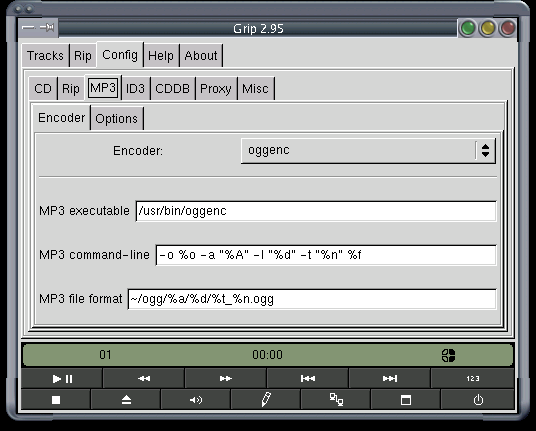 Grip 2.95
Tracks Rip Config Help About
CD Rip MP3 ID3 CDDB Proxy Misc
Encoder Options
Encoder: oggenc
MP3 executable /usr/bin/oggenc
MP3 command-line -o %o -a "%A" -l "%d" -t "%n" %f
MP3 file format ~/ogg/%a/%d/%t_%n.ogg
01 00:00
123